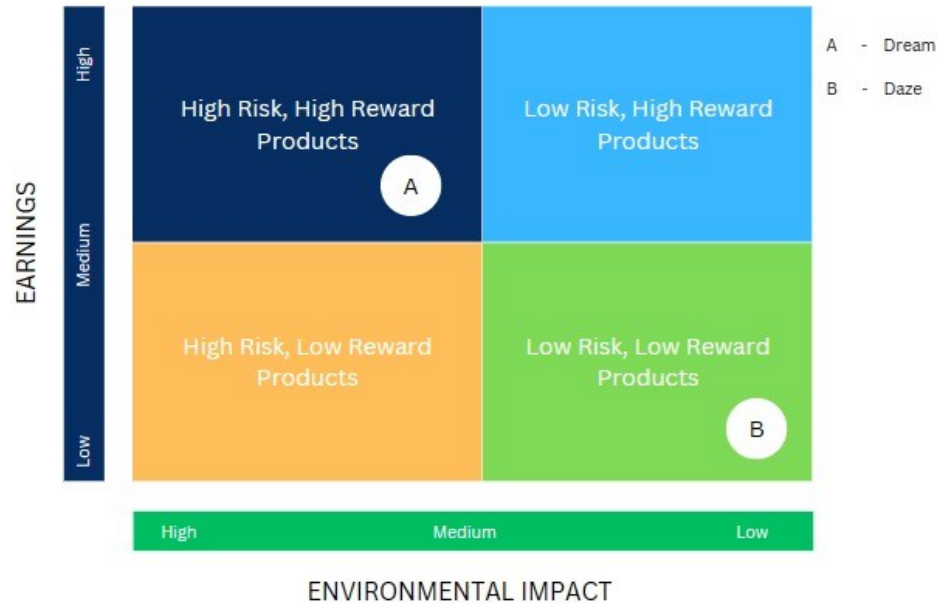 High
Medium
Low
EARNINGS
High Risk, High Reward
Products
A
Low Risk, High Reward
Products
High Risk, Low Reward
Products
Low Risk, Low Reward
Products
B
A - Dream
B - Daze
High Medium Low
ENVIRONMENTAL IMPACT